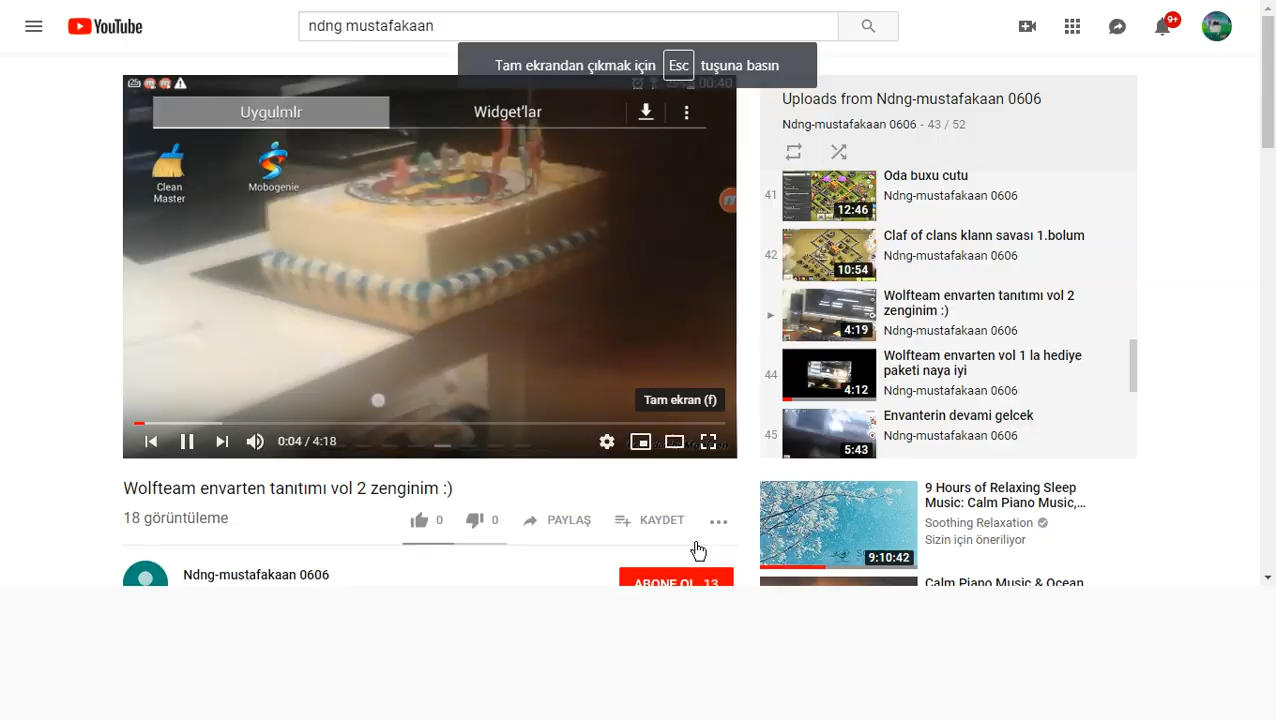 YouTube
ndng mustafakaan
9+
Tam ekrandan çıkmak için Esc tuşuna basın
00:40
Uygulmlr
Widget'lar
Clean
Master
Mobogenie
Tam ekran (f)
0:04 / 4:18
Wolfteam envarten tanıtımı vol 2 zenginim :)
18 görüntüleme
0
0
PAYLAŞ
KAYDET
Ndng-mustafakaan 0606
ABONE OL 13
Uploads from Ndng-mustafakaan 0606
Ndng-mustafakaan 0606 - 43 / 52
41
12:46
Oda buxu cutu
Ndng-mustafakaan 0606
42
10:54
Claf of clans klann savası 1.bolum
Ndng-mustafakaan 0606
4:19
Wolfteam envarten tanıtımı vol 2
zenginim :)
Ndng-mustafakaan 0606
44
4:12
Wolfteam envarten vol 1 la hediye
paketi naya iyi
Ndng-mustafakaan 0606
45
5:43
Envanterin devami gelcek
Ndng-mustafakaan 0606
9:10:42
9 Hours of Relaxing Sleep
Music: Calm Piano Music,...
Soothing Relaxation
Sizin için öneriliyor
Calm Piano Music & Ocean